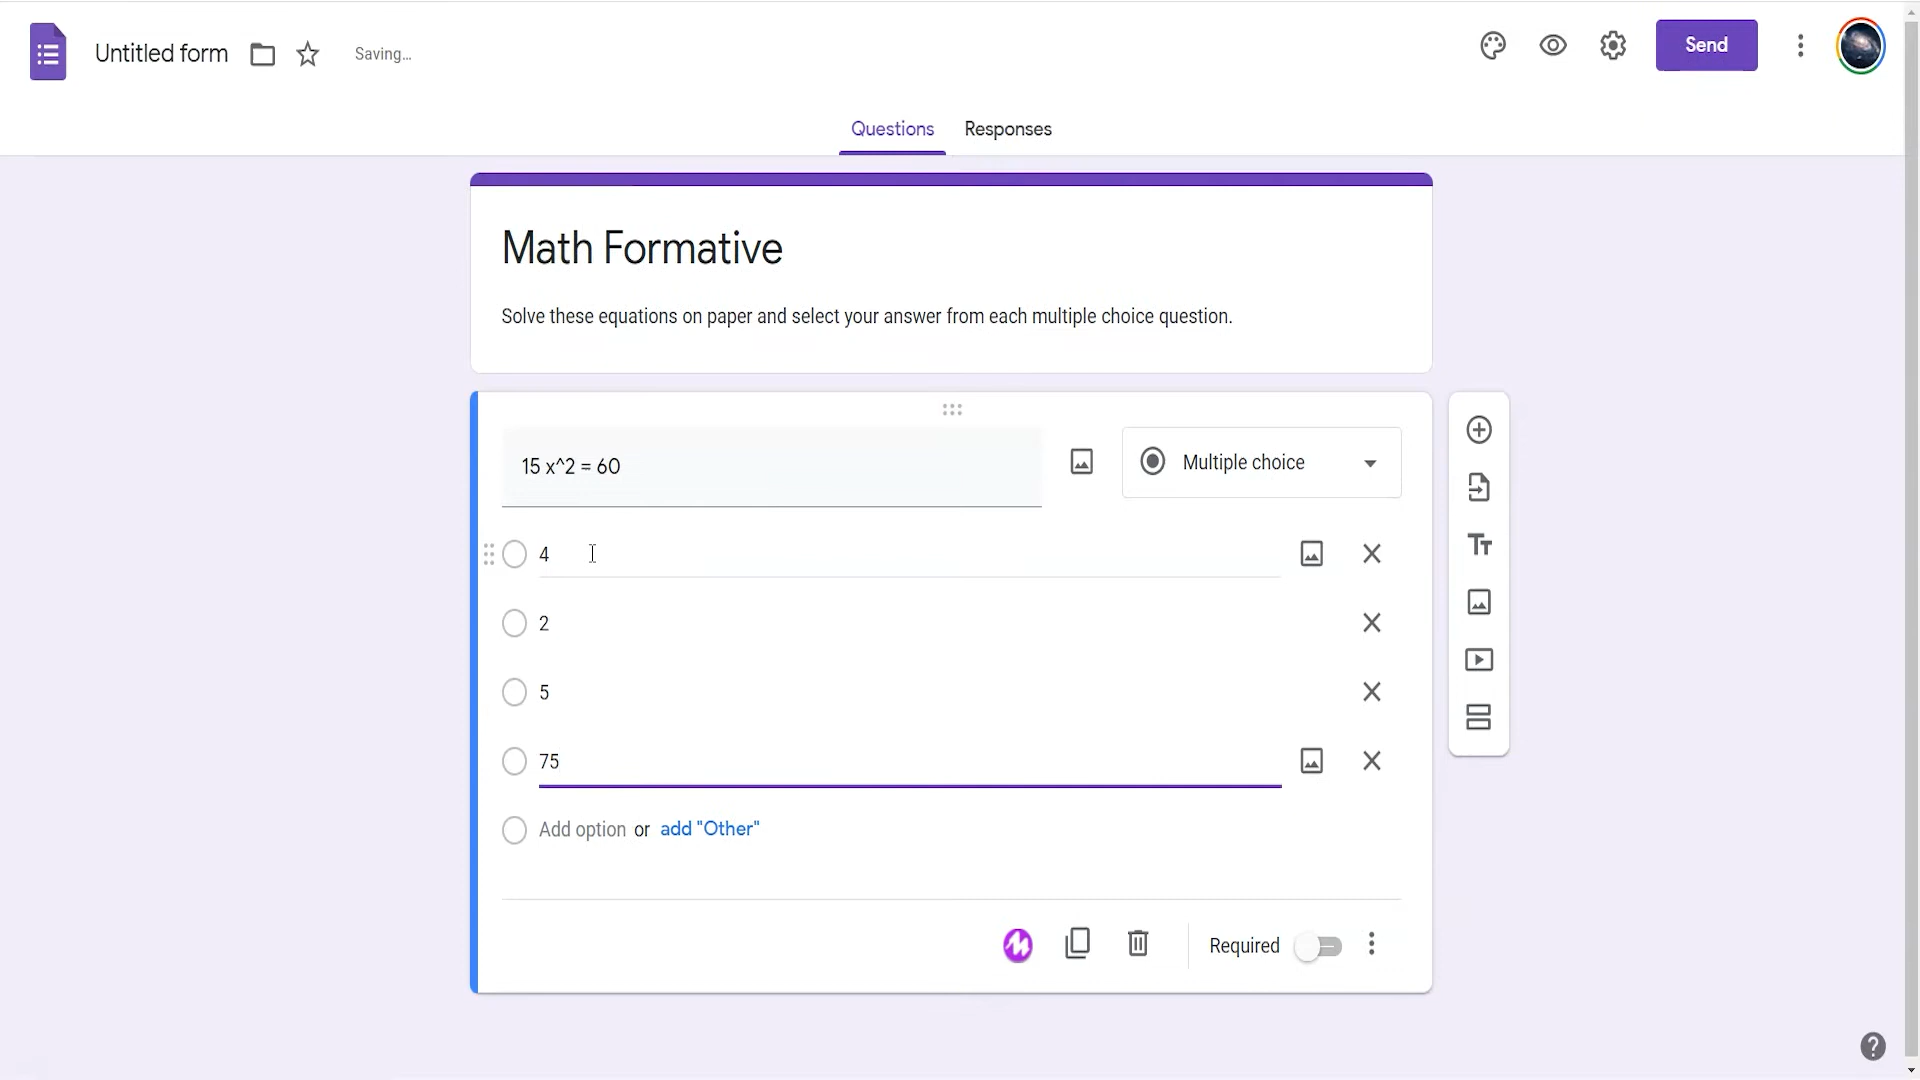 Untitled form
Saving...
Send
Questions
Responses
Math Formative
Solve these equations on paper and select your answer from each multiple choice question.
15 x^2 = 60
Multiple choice
4
2
5
75
Add option or add "Other"
Required